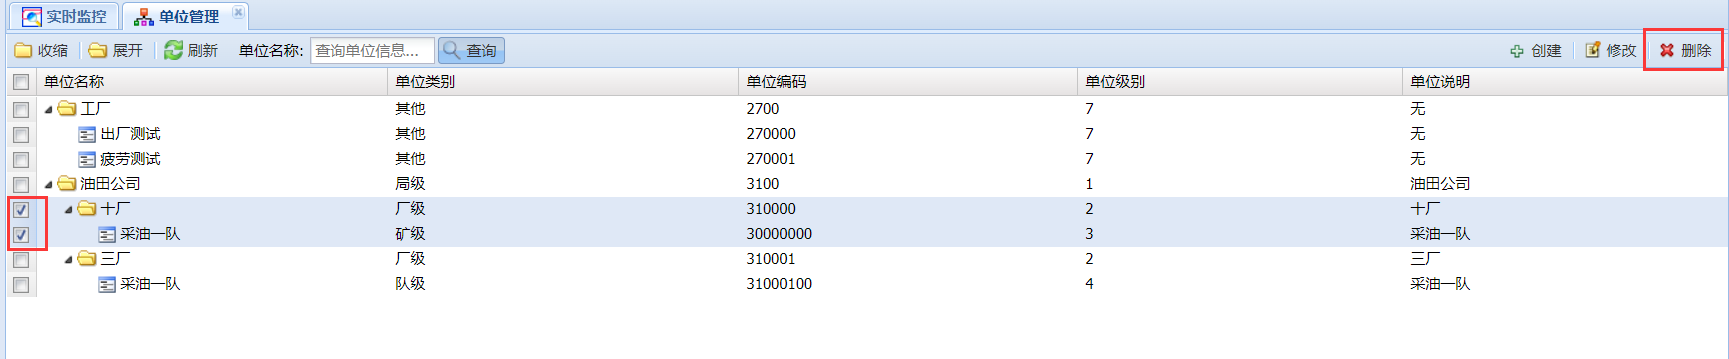 实时监控 单位管理
收缩 展开 刷新 单位名称: 查询单位信息... 查询 创建 修改 删除
单位名称 单位类别 单位编码 单位级别 单位说明
工厂 其他 2700 7 无
出厂测试 其他 270000 7 无
疲劳测试 其他 270001 7 无
油田公司 局级 3100 1 油田公司
十厂 厂级 310000 2 十厂
采油一队 矿级 30000000 3 采油一队
三厂 厂级 310001 2 三厂
采油一队 队级 31000100 4 采油一队